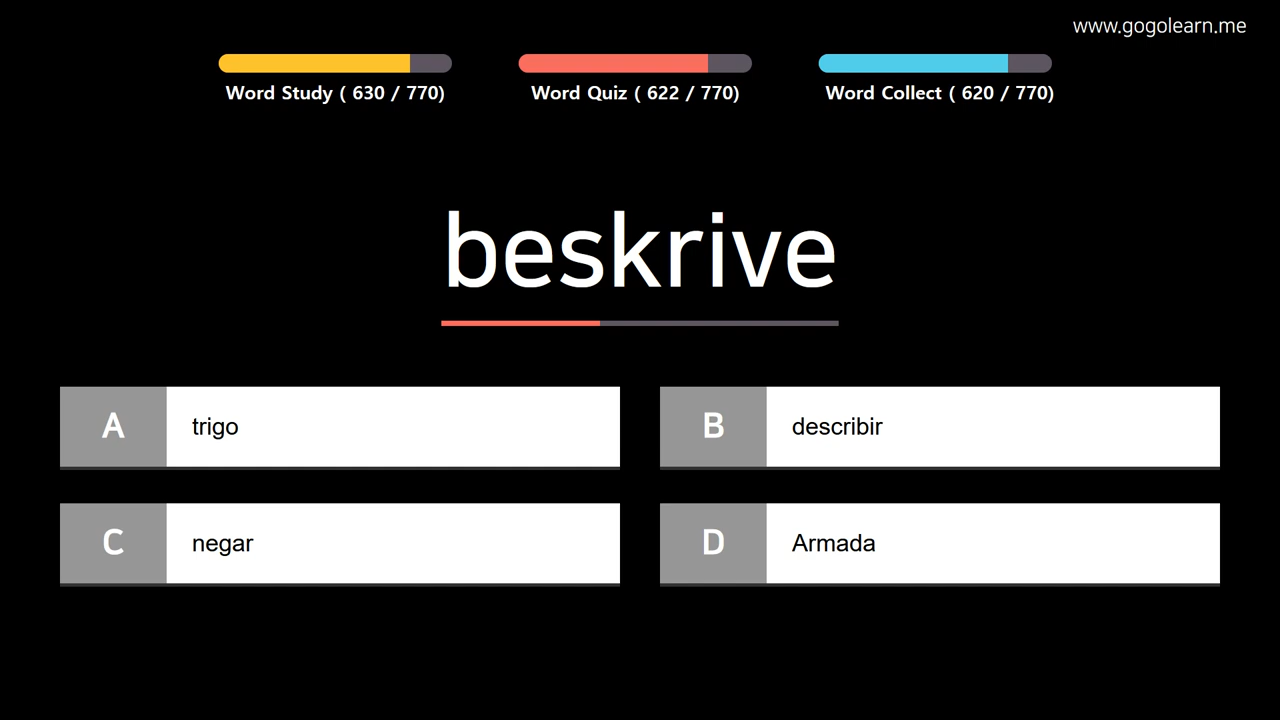 www.gogolearn.me
Word Study ( 630 / 770)
Word Quiz ( 622 / 770)
Word Collect ( 620 / 770)
beskrive
A trigo
B describir
C negar
D Armada